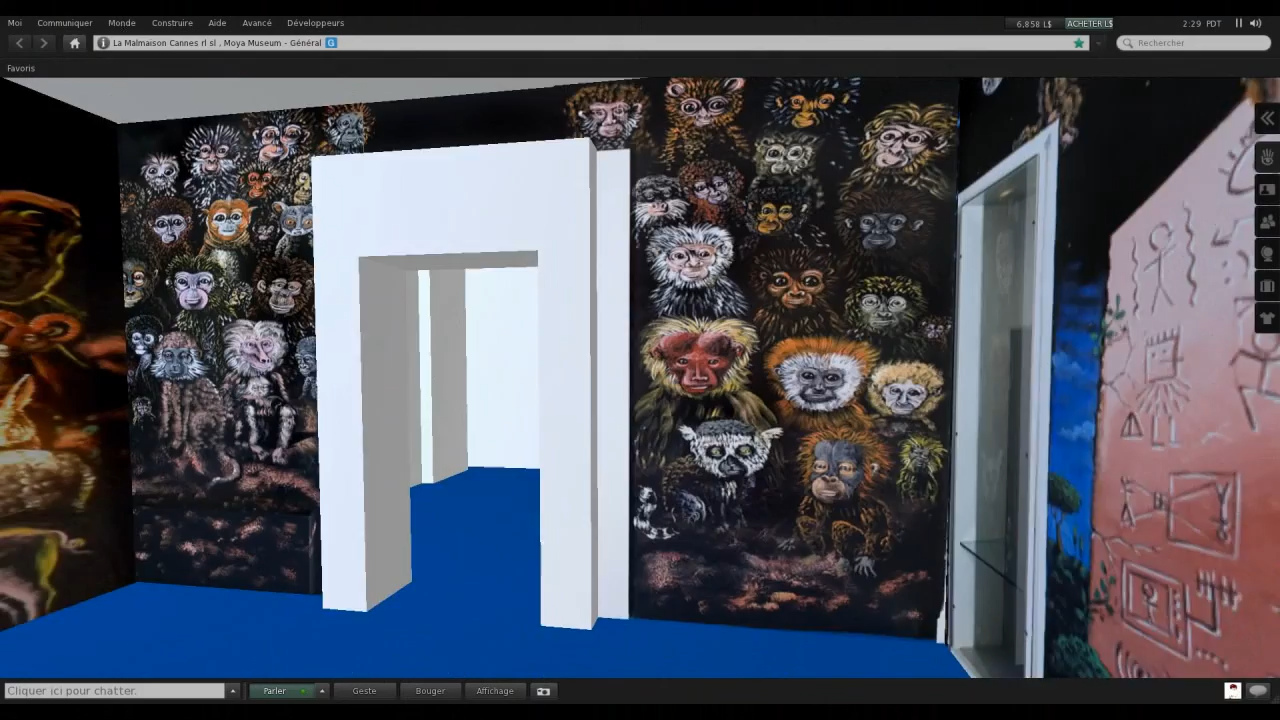 Moi Communiquer Monde Construire Aide Avancé Développeurs 6,858 L$ ACHETER L$ 2:29 PDT
La Malmaison Cannes rl sl , Moya Museum - Général G Rechercher
Favoris
Cliquer ici pour chatter. Parler Geste Bouger Affichage